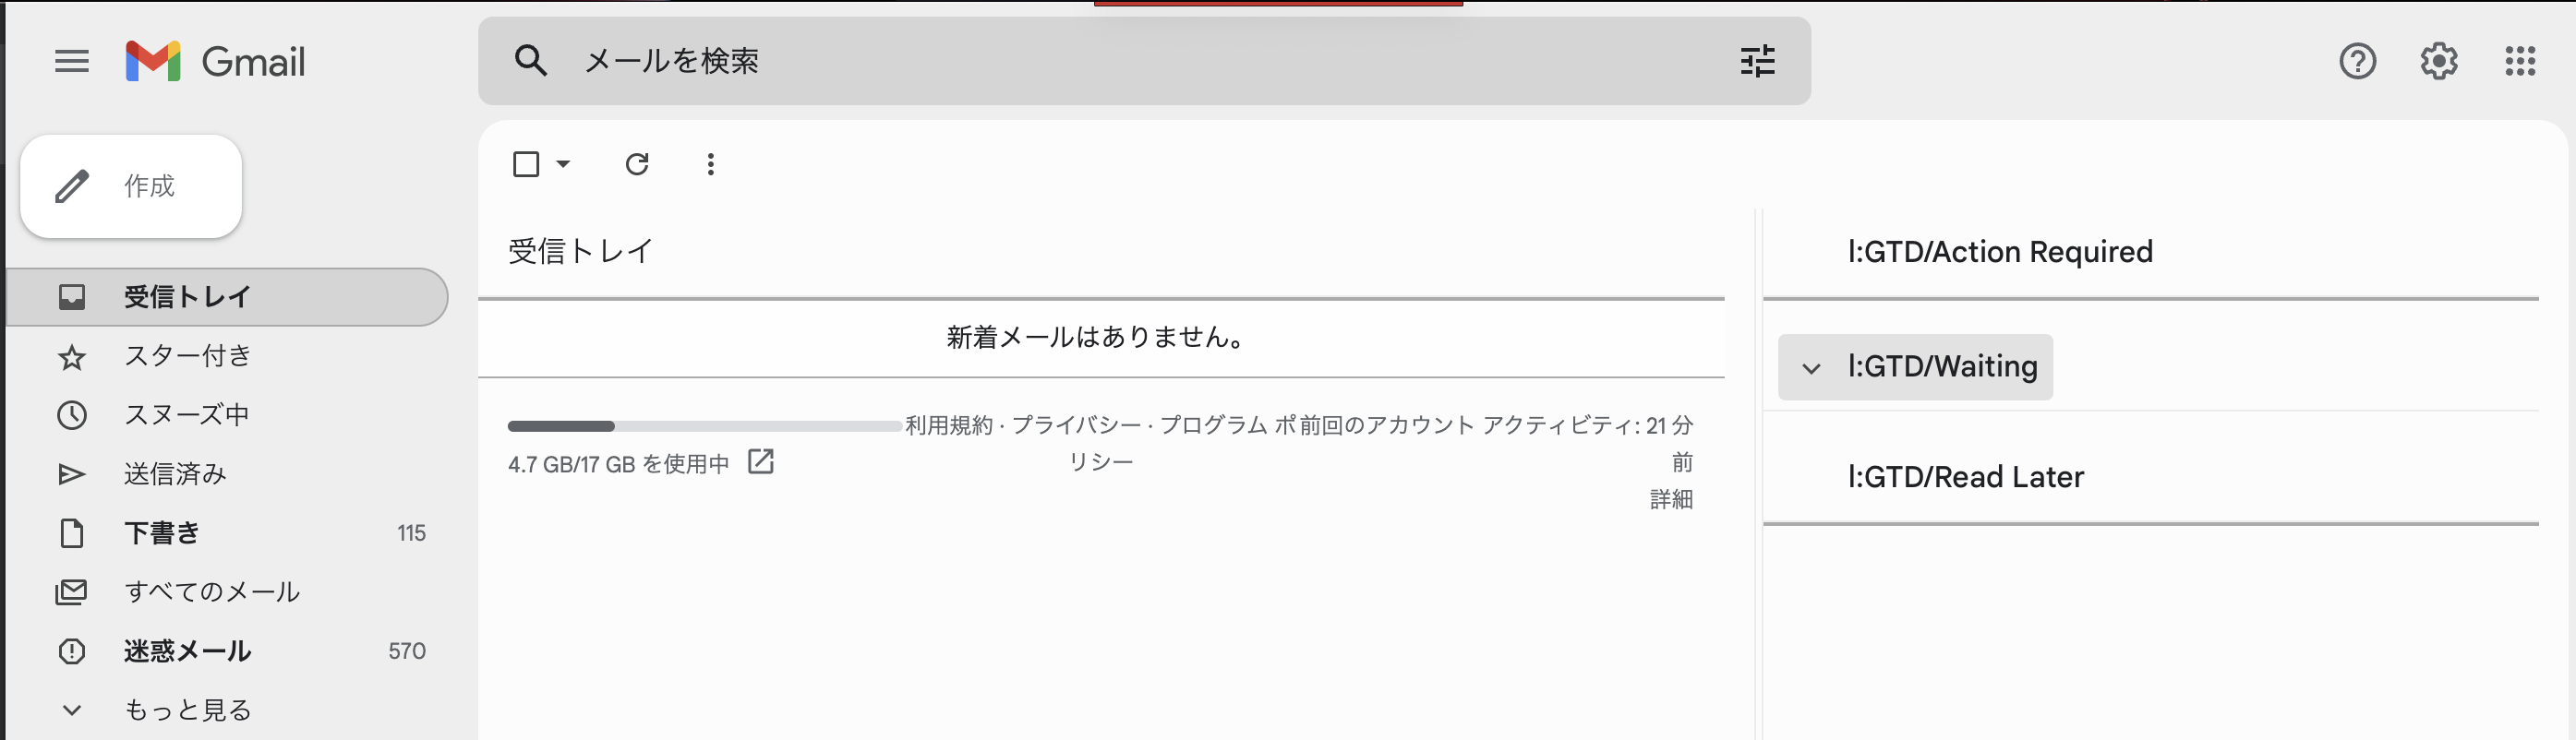 Gmail
メールを検索
作成
受信トレイ
スター付き
スヌーズ中
送信済み
下書き 115
すべてのメール
迷惑メール 570
もっと見る
受信トレイ
新着メールはありません。
4.7 GB/17 GB を使用中
利用規約 · プライバシー · プログラム ポ
リシー
前回のアカウント アクティビティ: 21 分
前
詳細
l:GTD/Action Required
l:GTD/Waiting
l:GTD/Read Later